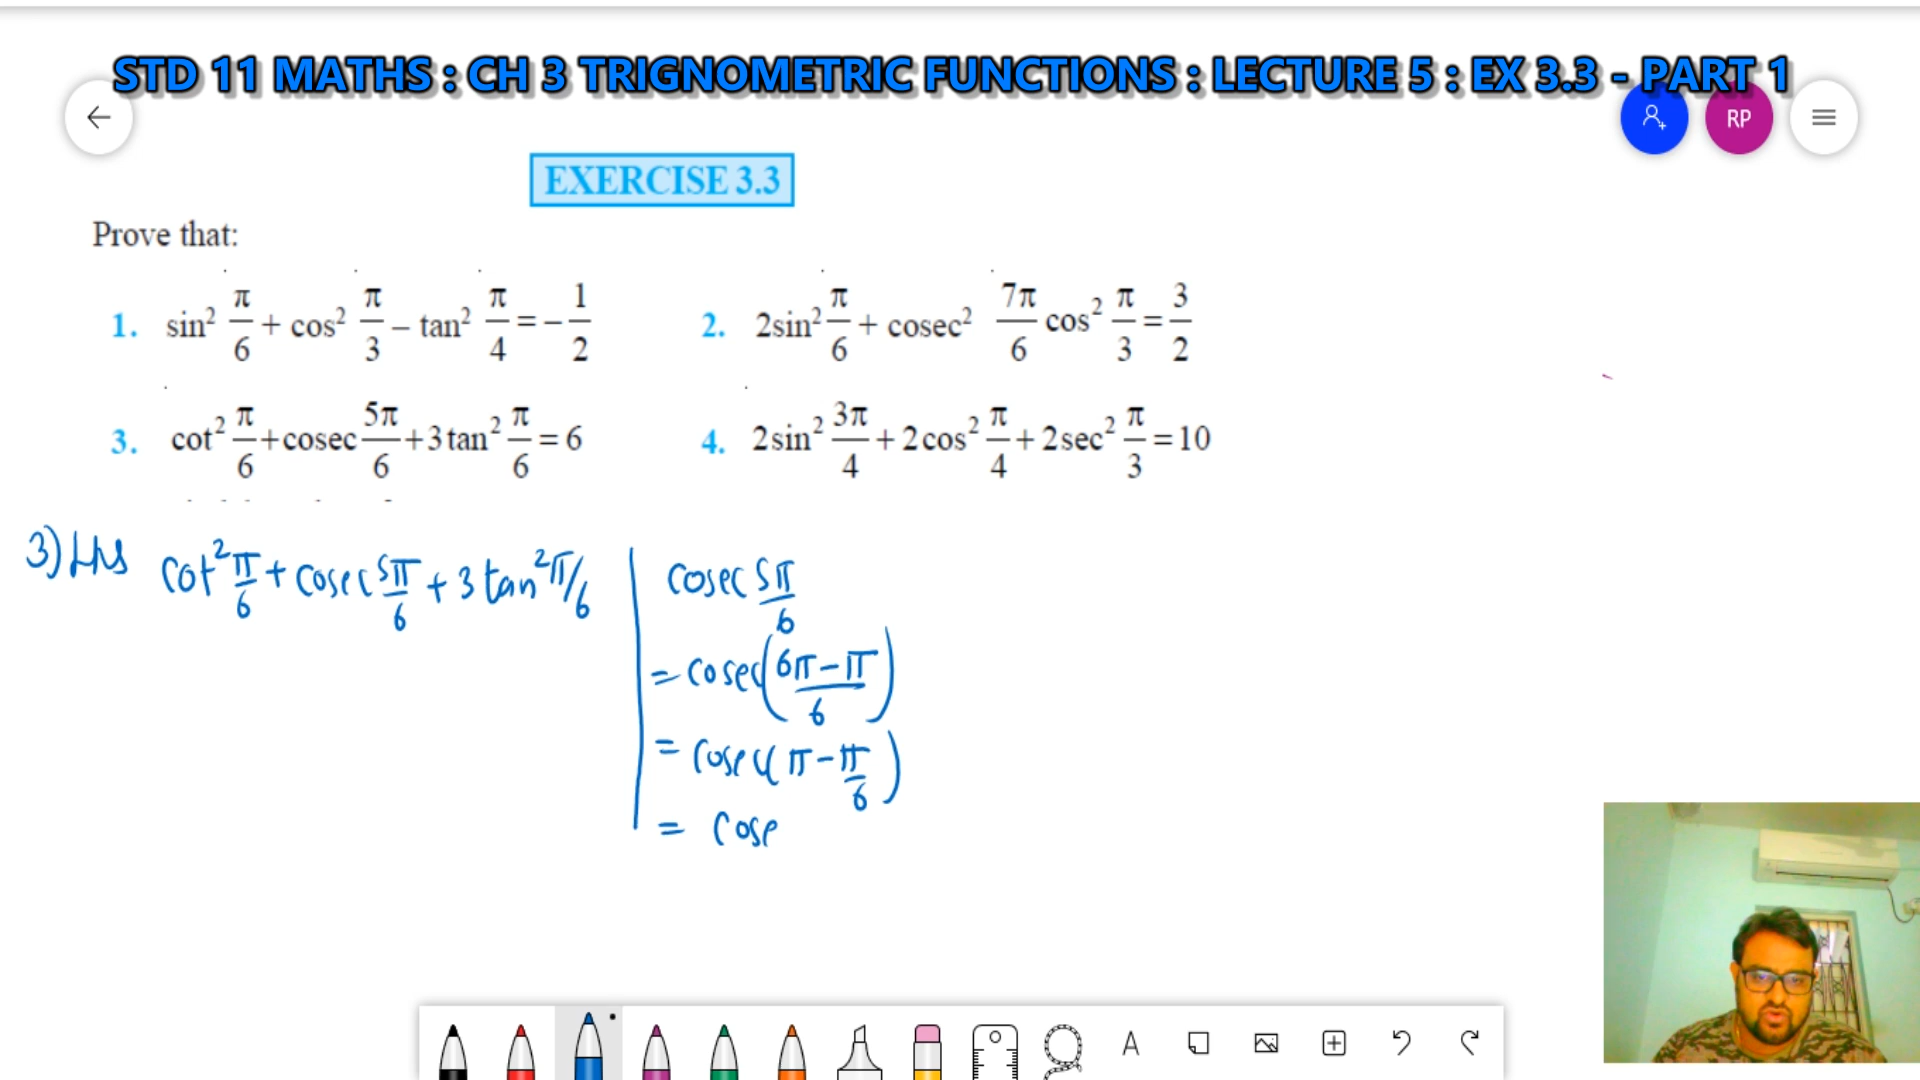 STD 11 MATHS : CH 3 TRIGNOMETRIC FUNCTIONS : LECTURE 5 : EX 3.3 - PART 1
RP
EXERCISE 3.3
Prove that:
1. sin² π/6 + cos² π/3 – tan² π/4 = – 1/2
2. 2sin² π/6 + cosec² 7π/6 cos² π/3 = 3/2
3. cot² π/6 + cosec 5π/6 + 3 tan² π/6 = 6
4. 2sin² 3π/4 + 2cos² π/4 + 2sec² π/3 = 10
3) LHS cot² π/6 + cosec 5π/6 + 3 tan² π/6
cosec 5π/6
= cosec (6π – π / 6)
= cosec (π – π/6)
= cose
A